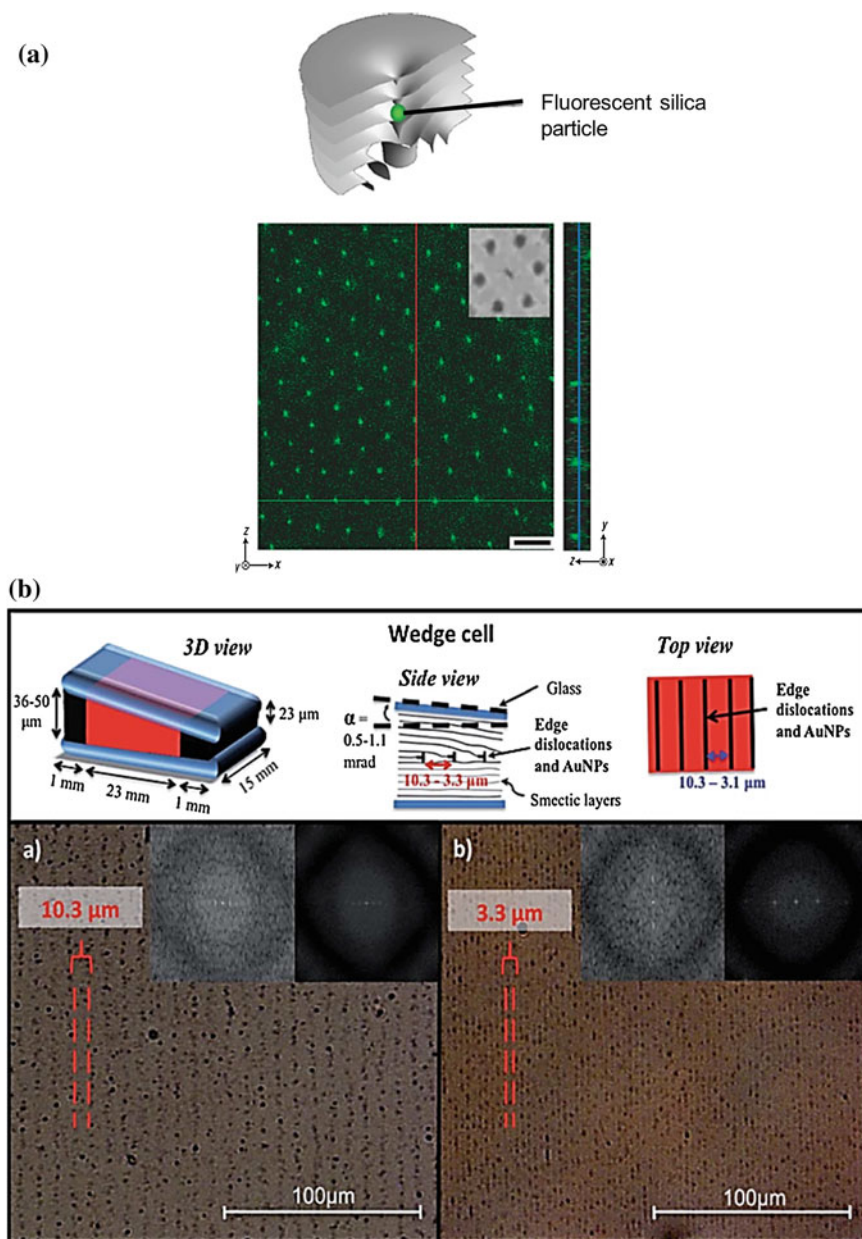 (a)
Fluorescent silica
particle
z
y
x
y
z
x
(b)
3D view
36-50
μm
23 μm
1 mm
23 mm
1 mm
15 mm
Wedge cell
Side view
α =
0.5-1.1
mrad
Glass
Edge
dislocations
and AuNPs
10.3 - 3.3 μm
Smectic layers
Top view
Edge
dislocations
and AuNPs
10.3 – 3.1 μm
a)
10.3 μm
100μm
b)
3.3 μm
100μm